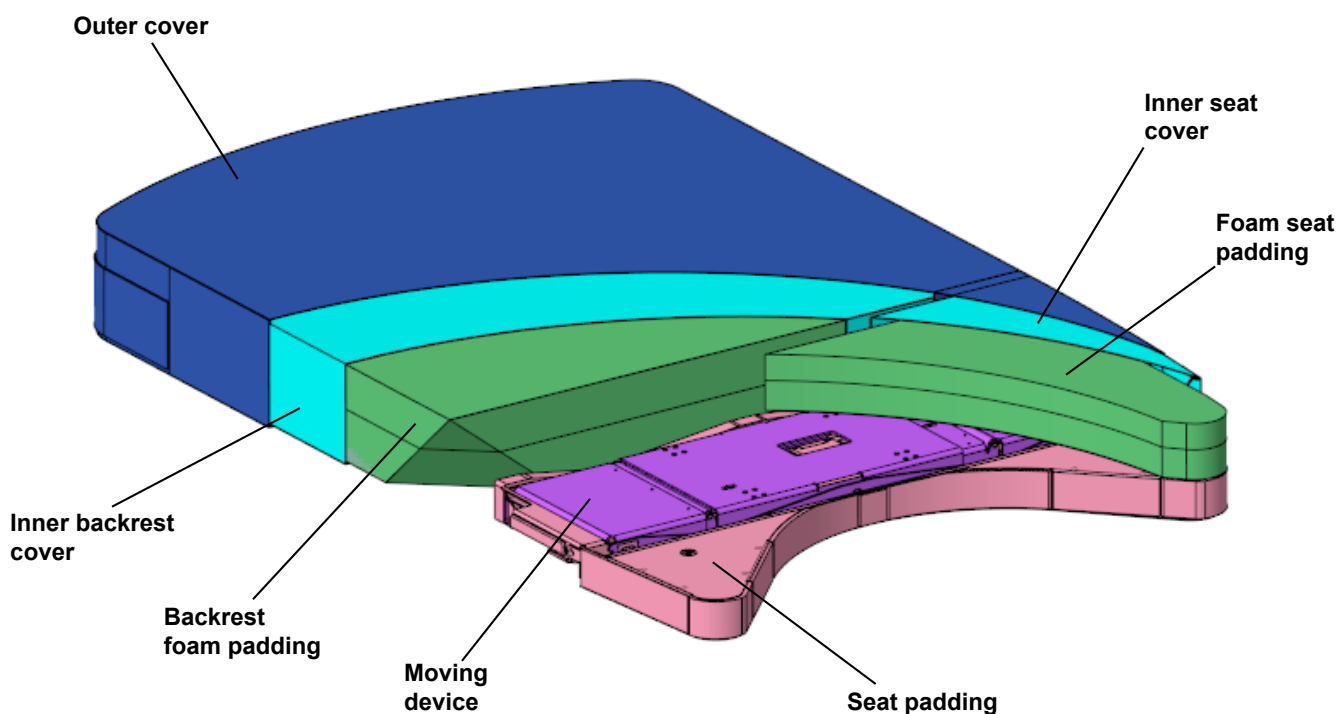 Outer cover
Inner seat
cover
Foam seat
padding
Inner backrest
cover
Backrest
foam padding
Moving
device
Seat padding